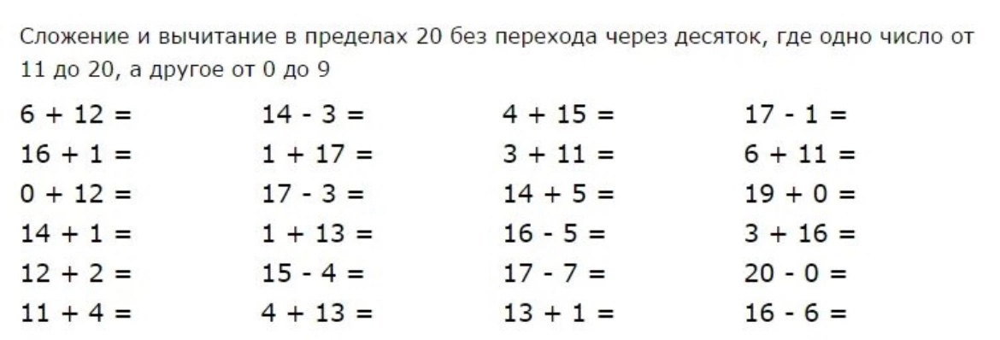 Сложение и вычитание в пределах 20 без перехода через десяток, где одно число от
11 до 20, а другое от 0 до 9
6 + 12 = 14 - 3 = 4 + 15 = 17 - 1 =
16 + 1 = 1 + 17 = 3 + 11 = 6 + 11 =
0 + 12 = 17 - 3 = 14 + 5 = 19 + 0 =
14 + 1 = 1 + 13 = 16 - 5 = 3 + 16 =
12 + 2 = 15 - 4 = 17 - 7 = 20 - 0 =
11 + 4 = 4 + 13 = 13 + 1 = 16 - 6 =